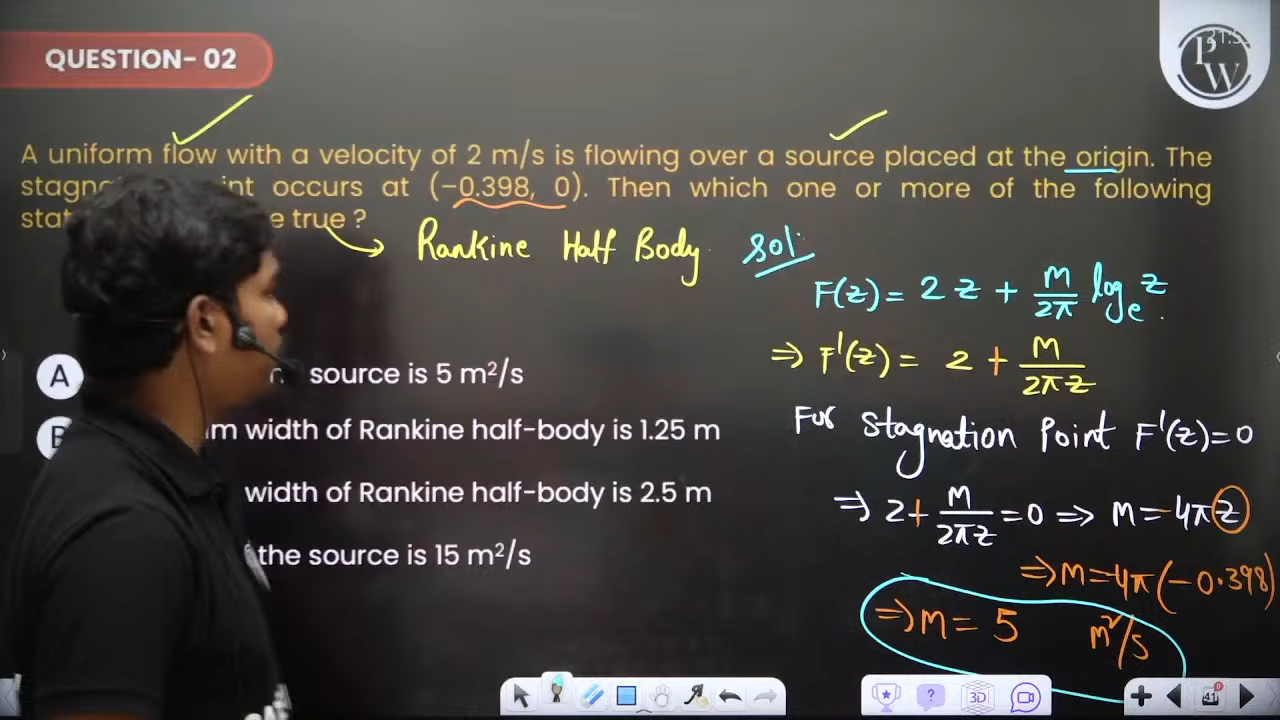 QUESTION- 02
PW
A uniform flow with a velocity of 2 m/s is flowing over a source placed at the origin. The
occurs at (-0.398, 0). Then which one or more of the following
true ?
Rankine Half Body
Sol:
F(z) = 2 z + M/2π logₑ z
⇒ F'(z) = 2 + M/2πz
For Stagnation Point F'(z) = 0
⇒ 2 + M/2πz = 0 ⇒ M = -4πz
⇒ M = 4π(-0.398)
⇒ M = 5 m²/s
A source is 5 m²/s
B width of Rankine half-body is 1.25 m
width of Rankine half-body is 2.5 m
the source is 15 m²/s
3D
41